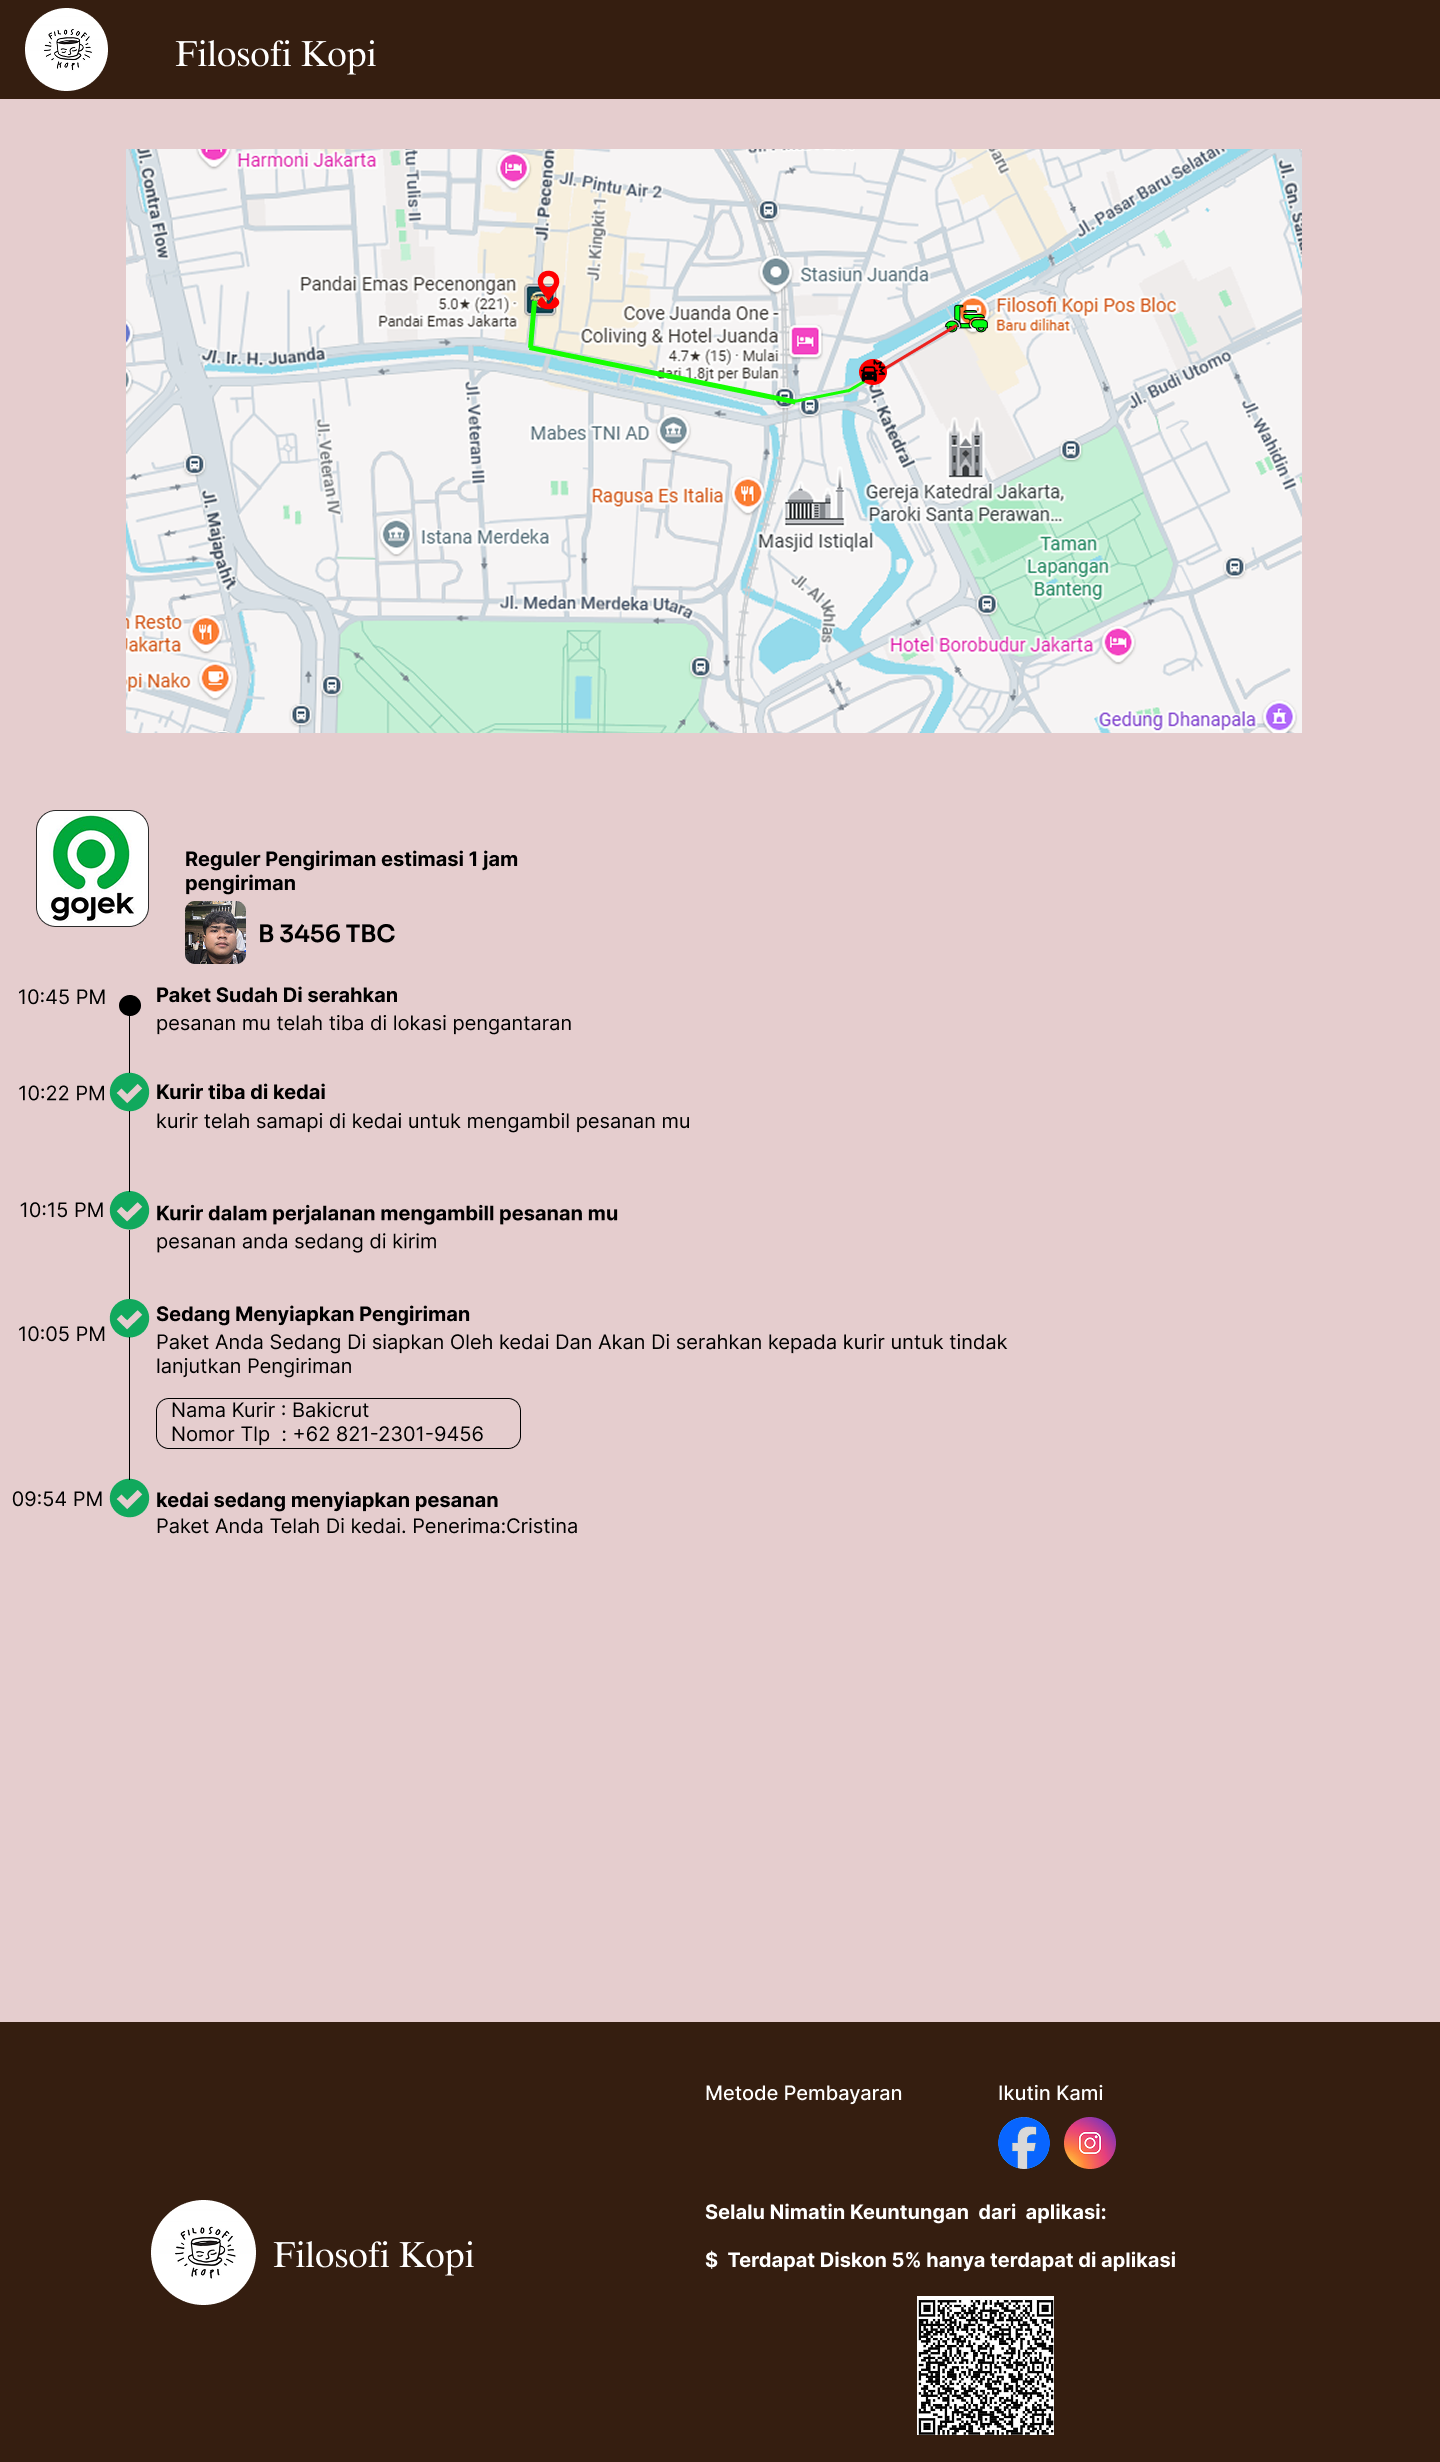 FILOSOFI
KOPI
Filosofi Kopi
Jl. Contra Flow
Harmoni Jakarta
Jl. Pecenon
Jl. Pintu Air 2
Jl. Kingkit 1
Jl. Pasar Baru Selatan
Stasiun Juanda
Pandai Emas Pecenongan
5.0★ (221) ·
Pandai Emas Jakarta
Cove Juanda One -
Coliving & Hotel Juanda
4.7★ (15) · Mulai
dari 1,8jt per Bulan
Filosofi Kopi Pos Bloc
Baru dilihat
Jl. Ir. H. Juanda
Jl. Budi Utomo
Jl. Veteran III
Jl. Veteran IV
Jl. Katedral
Jl. Wahidin II
Mabes TNI AD
Ragusa Es Italia
Gereja Katedral Jakarta,
Paroki Santa Perawan...
Jl. Majapahit
Istana Merdeka
Masjid Istiqlal
Taman
Lapangan
Banteng
Jl. Al Ikhlas
Jl. Medan Merdeka Utara
n Resto
Jakarta
Hotel Borobudur Jakarta
opi Nako
Gedung Dhanapala
gojek
Reguler Pengiriman estimasi 1 jam
pengiriman
B 3456 TBC
10:45 PM
Paket Sudah Di serahkan
pesanan mu telah tiba di lokasi pengantaran
10:22 PM
Kurir tiba di kedai
kurir telah samapi di kedai untuk mengambil pesanan mu
10:15 PM
Kurir dalam perjalanan mengambill pesanan mu
pesanan anda sedang di kirim
10:05 PM
Sedang Menyiapkan Pengiriman
Paket Anda Sedang Di siapkan Oleh kedai Dan Akan Di serahkan kepada kurir untuk tindak
lanjutkan Pengiriman
Nama Kurir : Bakicrut
Nomor Tlp  : +62 821-2301-9456
09:54 PM
kedai sedang menyiapkan pesanan
Paket Anda Telah Di kedai. Penerima:Cristina
Metode Pembayaran
Ikutin Kami
Selalu Nimatin Keuntungan  dari  aplikasi:
$  Terdapat Diskon 5% hanya terdapat di aplikasi
FILOSOFI
KOPI
Filosofi Kopi